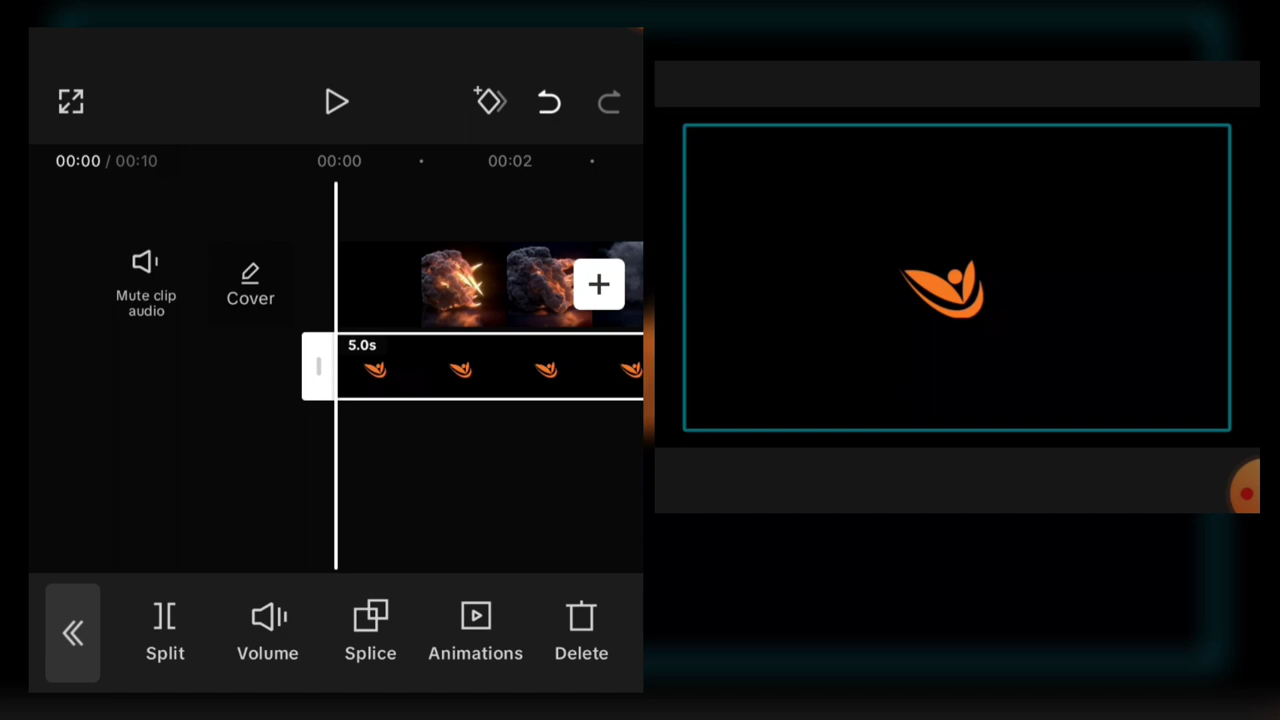 00:00 / 00:10
00:00
00:02
Mute clip
audio
Cover
5.0s
Split
Volume
Splice
Animations
Delete